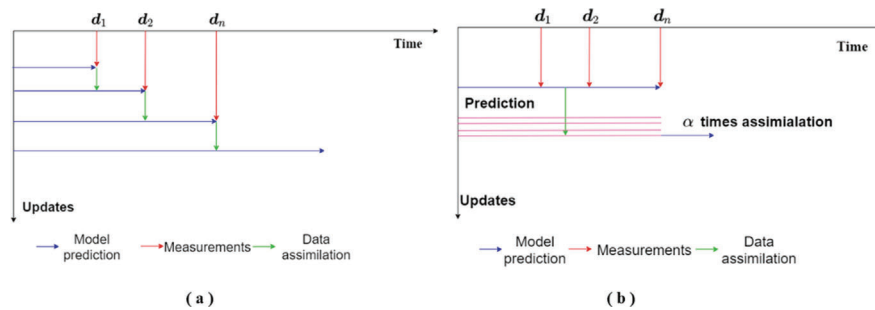 d₁ d₂ dₙ
Time
Updates
Model prediction
Measurements
Data assimilation
( a )
d₁ d₂ dₙ
Time
Prediction
α times assimialation
Updates
Model prediction
Measurements
Data assimilation
( b )